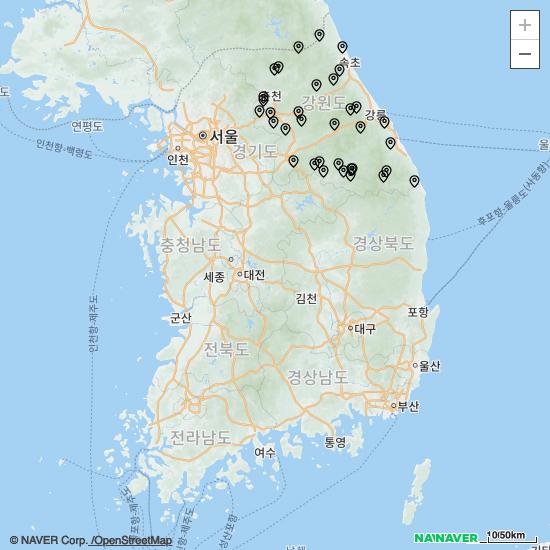 +
−
속초
춘천
강원도
강릉
연평도
서울
인천항-백령도
인천
경기도
울
후포항-울릉도(사동항)
충청남도
경상북도
세종
대전
인천항-제주도
김천
군산
포항
대구
전라북도
울산
경상남도
부산
전라남도
여수
통영
© NAVER Corp. /OpenStreetMap
NAVER
10/50km